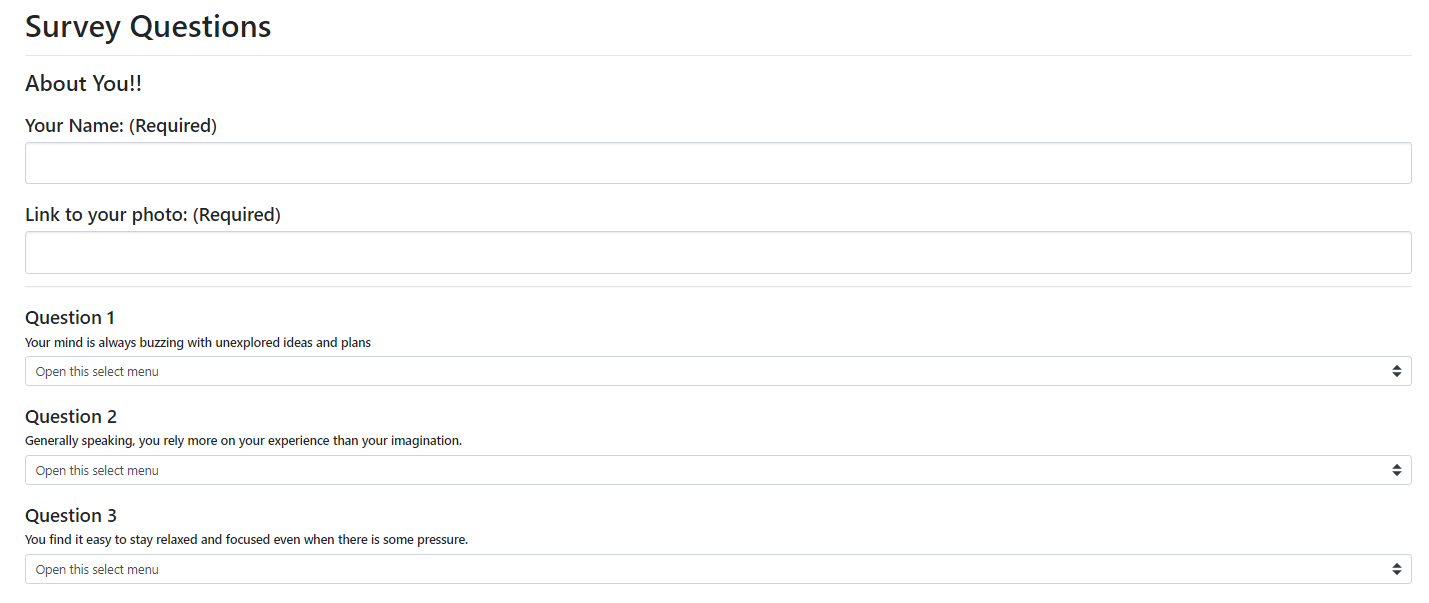 Survey Questions
About You!!
Your Name: (Required)
Link to your photo: (Required)
Question 1
Your mind is always buzzing with unexplored ideas and plans
Open this select menu
Question 2
Generally speaking, you rely more on your experience than your imagination.
Open this select menu
Question 3
You find it easy to stay relaxed and focused even when there is some pressure.
Open this select menu